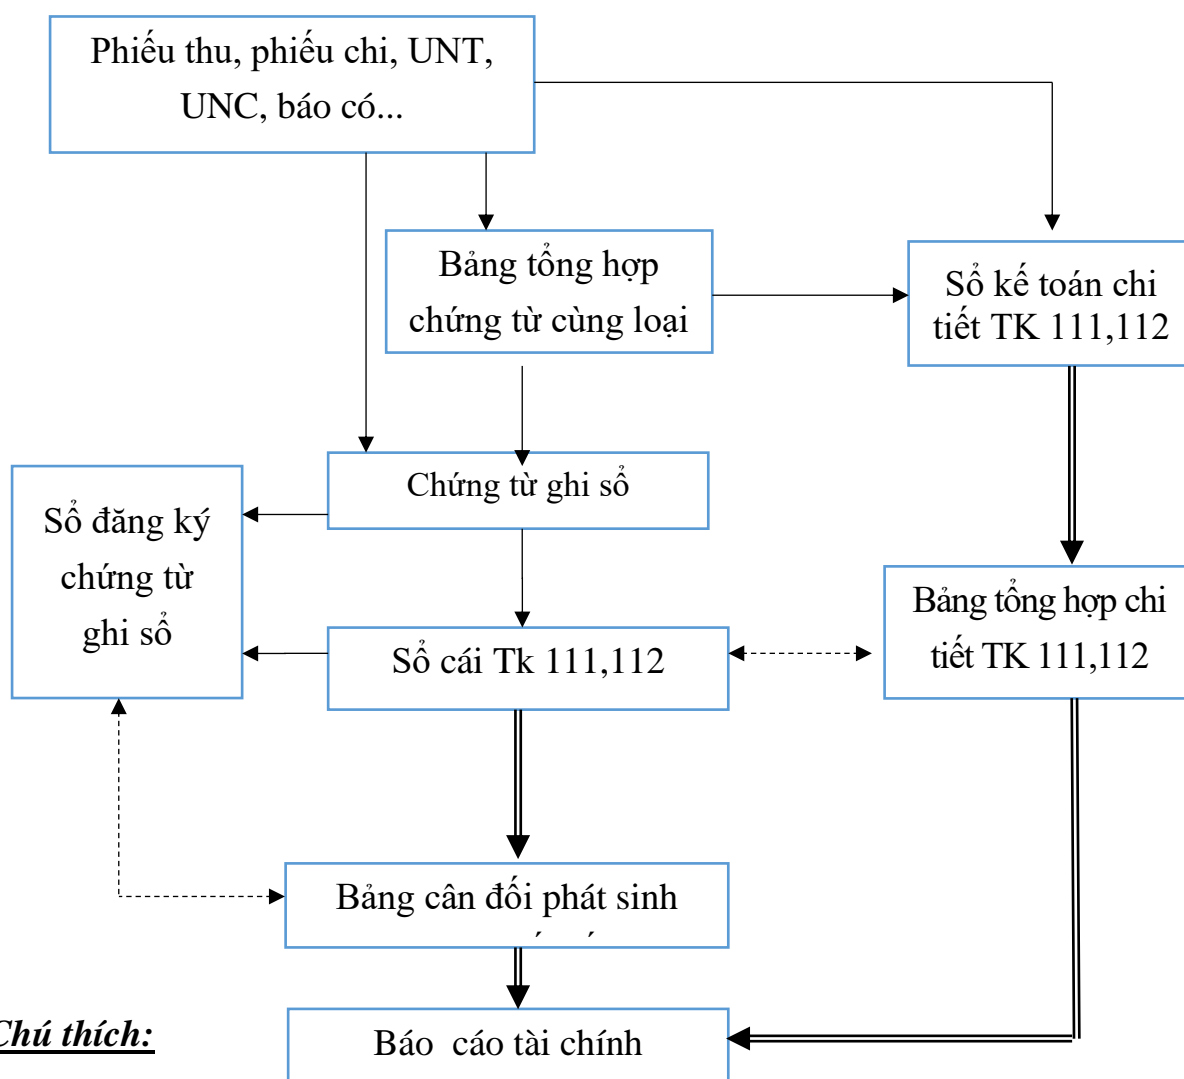 Phiếu thu, phiếu chi, UNT,
UNC, báo có...
Bảng tổng hợp
chứng từ cùng loại
Sổ kế toán chi
tiết TK 111,112
Chứng từ ghi sổ
Sổ đăng ký
chứng từ
ghi sổ
Sổ cái Tk 111,112
Bảng tổng hợp chi
tiết TK 111,112
Bảng cân đối phát sinh
Báo cáo tài chính
Chú thích: